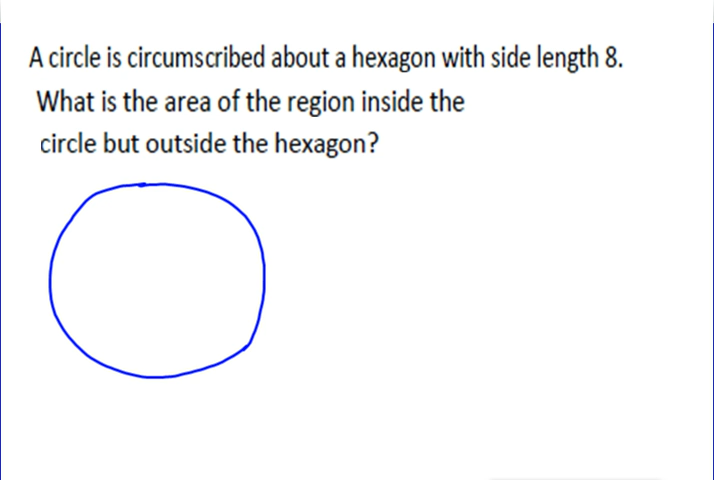 A circle is circumscribed about a hexagon with side length 8.
What is the area of the region inside the
circle but outside the hexagon?